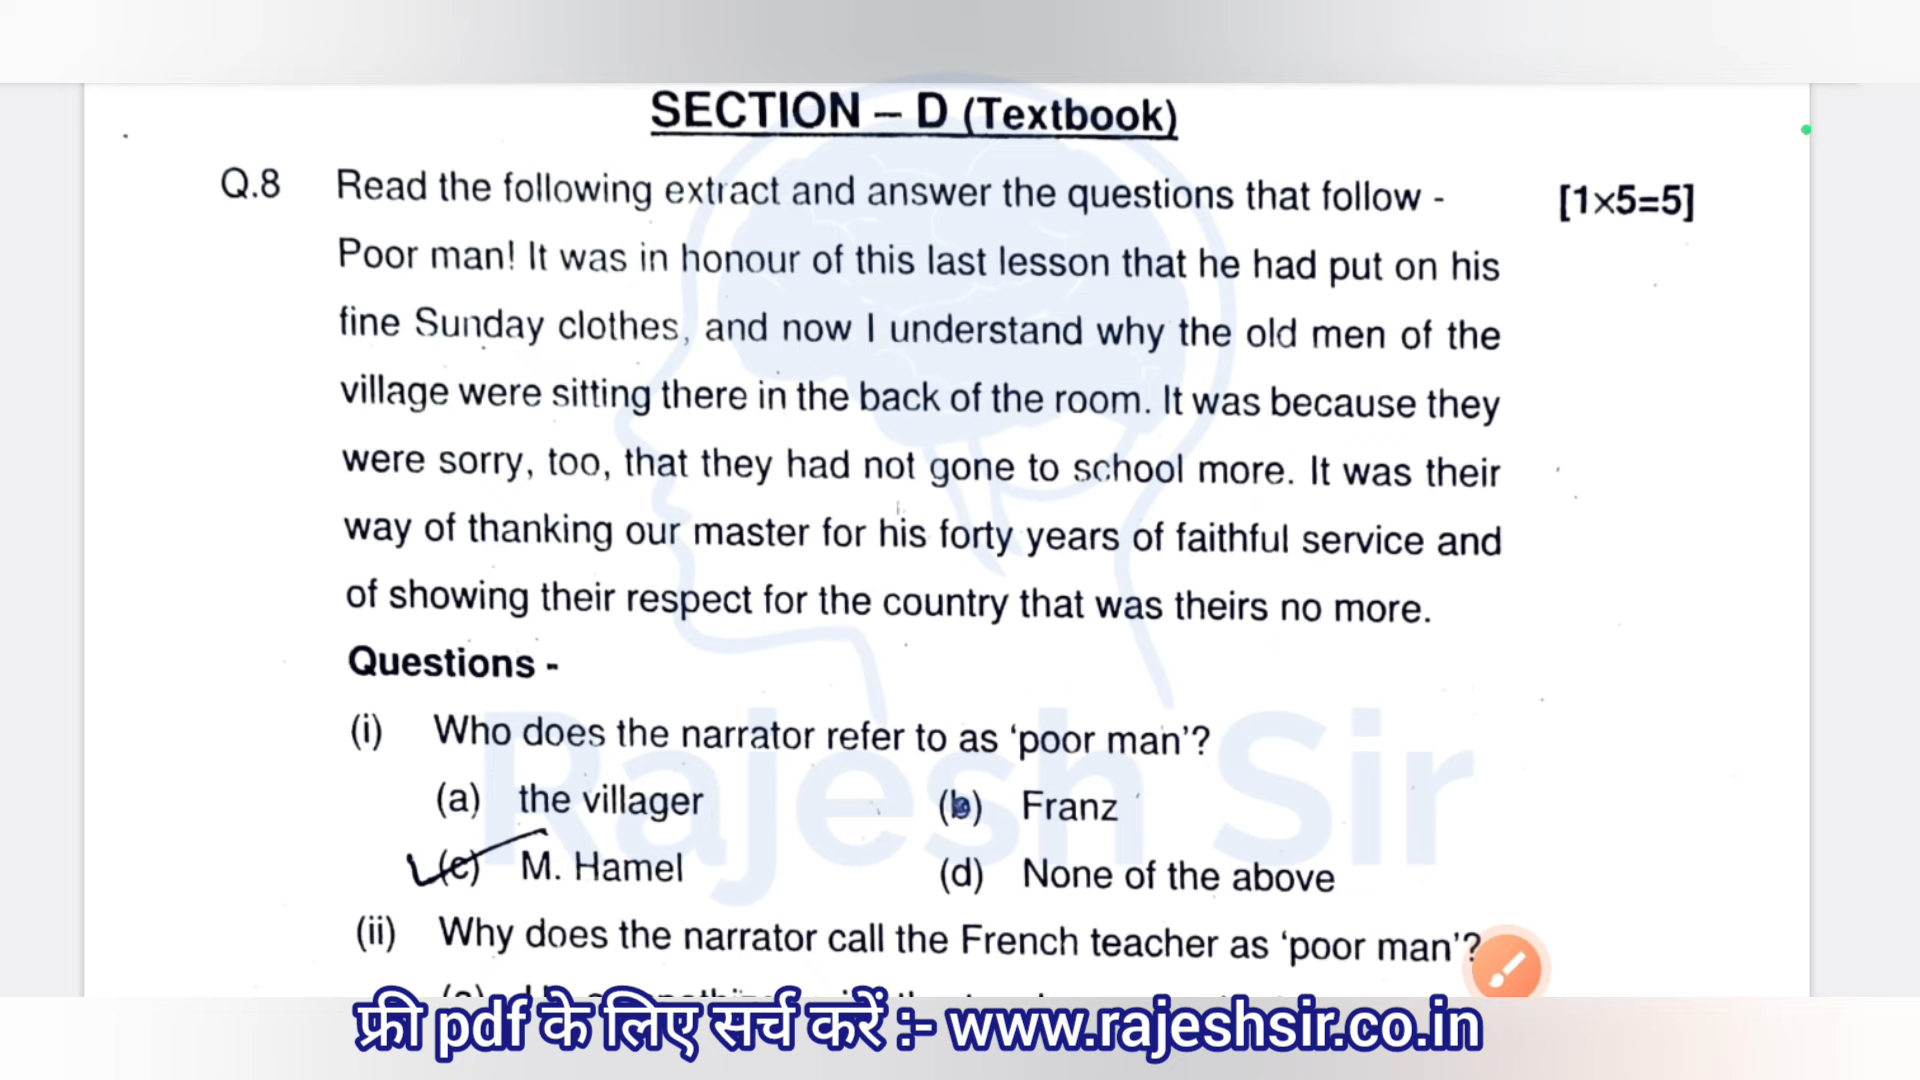 SECTION – D (Textbook)
Q.8 Read the following extract and answer the questions that follow - [1×5=5]
Poor man! It was in honour of this last lesson that he had put on his
fine Sunday clothes, and now I understand why the old men of the
village were sitting there in the back of the room. It was because they
were sorry, too, that they had not gone to school more. It was their
way of thanking our master for his forty years of faithful service and
of showing their respect for the country that was theirs no more.
Questions -
(i) Who does the narrator refer to as ‘poor man’?
(a) the villager (b) Franz
(c) M. Hamel (d) None of the above
Rajesh Sir
(ii) Why does the narrator call the French teacher as ‘poor man’?
फ्री pdf के लिए सर्च करें :- www.rajeshsir.co.in